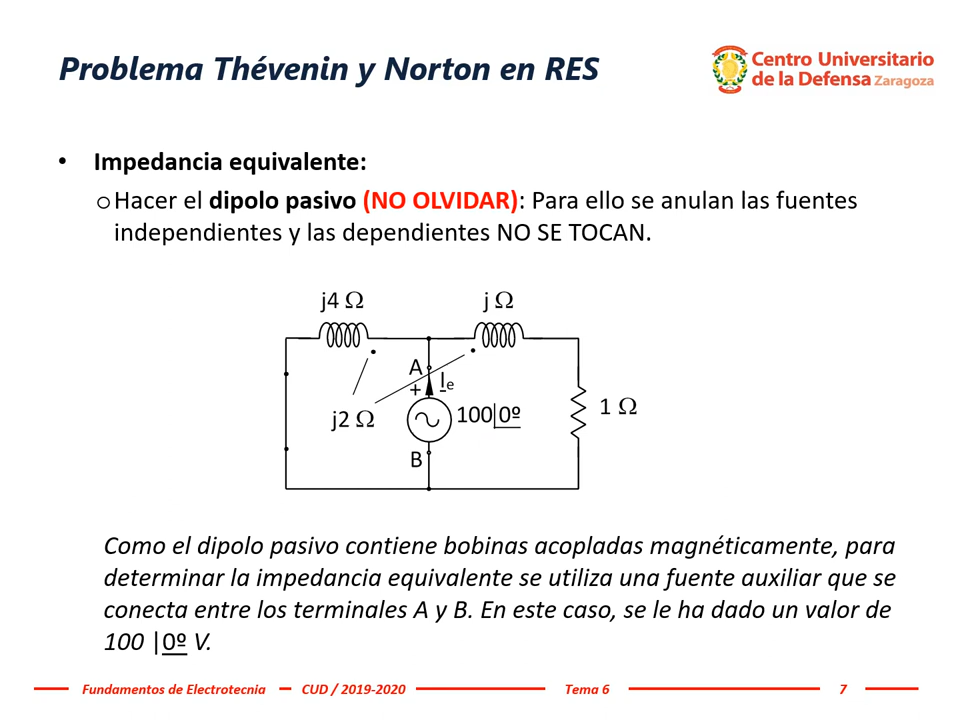 Problema Thévenin y Norton en RES
Centro Universitario
de la Defensa Zaragoza
• Impedancia equivalente:
o Hacer el dipolo pasivo (NO OLVIDAR): Para ello se anulan las fuentes
independientes y las dependientes NO SE TOCAN.
j4 Ω
j Ω
A
+
Ie
j2 Ω
100|0º
1 Ω
B
Como el dipolo pasivo contiene bobinas acopladas magnéticamente, para
determinar la impedancia equivalente se utiliza una fuente auxiliar que se
conecta entre los terminales A y B. En este caso, se le ha dado un valor de
100 |0º V.
Fundamentos de Electrotecnia
CUD / 2019-2020
Tema 6
7